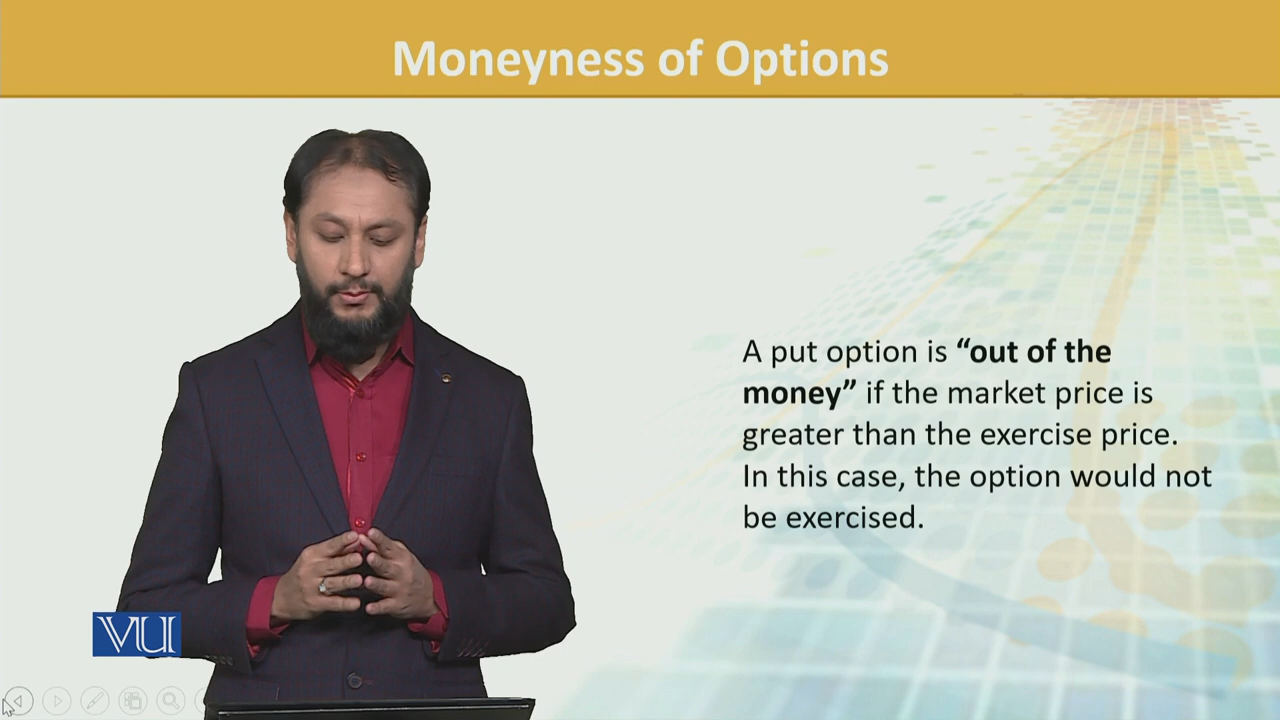 Moneyness of Options
A put option is “out of the
money” if the market price is
greater than the exercise price.
In this case, the option would not
be exercised.
VU